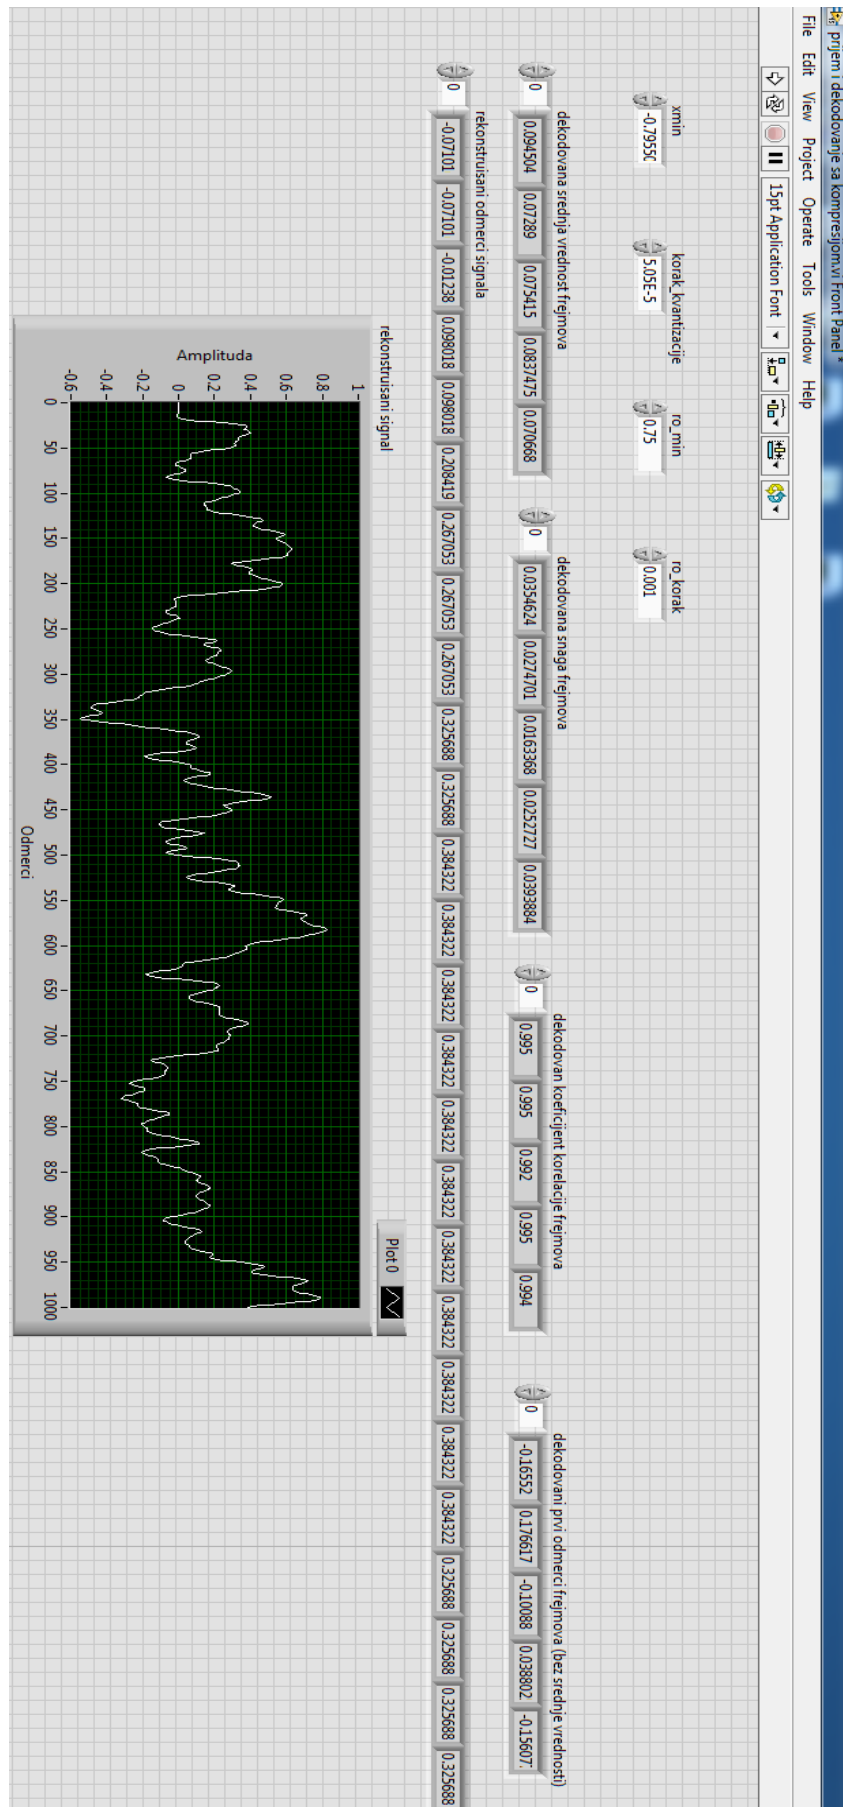 prijem i dekodovanje sa kompresijom.vi Front Panel *
File Edit View Project Operate Tools Window Help
15pt Application Font
xmin korak_kvantizacije ro_min ro_korak
-0.7955 5.05E-5 0.75 0.001
dekodovana srednja vrednost frejmova dekodovana snaga frejmova dekodovan koeficijent korelacije frejmova dekodovani prvi odmerci frejmova (bez srednje vrednosti)
0 0.094504 0.07289 0.075415 0.0837475 0.070668 0 0.0354624 0.0274701 0.0163368 0.0252727 0.0393884 0 0.995 0.995 0.992 0.995 0.994 0 -0.16552 0.176617 -0.10088 0.038802 -0.15607
rekonstruisani odmerci signala
0 -0.07101 -0.07101 -0.01238 0.098018 0.098018 0.208419 0.267053 0.267053 0.267053 0.325688 0.325688 0.384322 0.384322 0.384322 0.384322 0.384322 0.384322 0.384322 0.384322 0.384322 0.384322 0.384322 0.325688 0.325688 0.325688 0.325688
rekonstruisani signal Plot 0
Amplituda
1
0.8
0.6
0.4
0.2
0
-0.2
-0.4
-0.6
0 50 100 150 200 250 300 350 400 450 500 550 600 650 700 750 800 850 900 950 1000
Odmerci